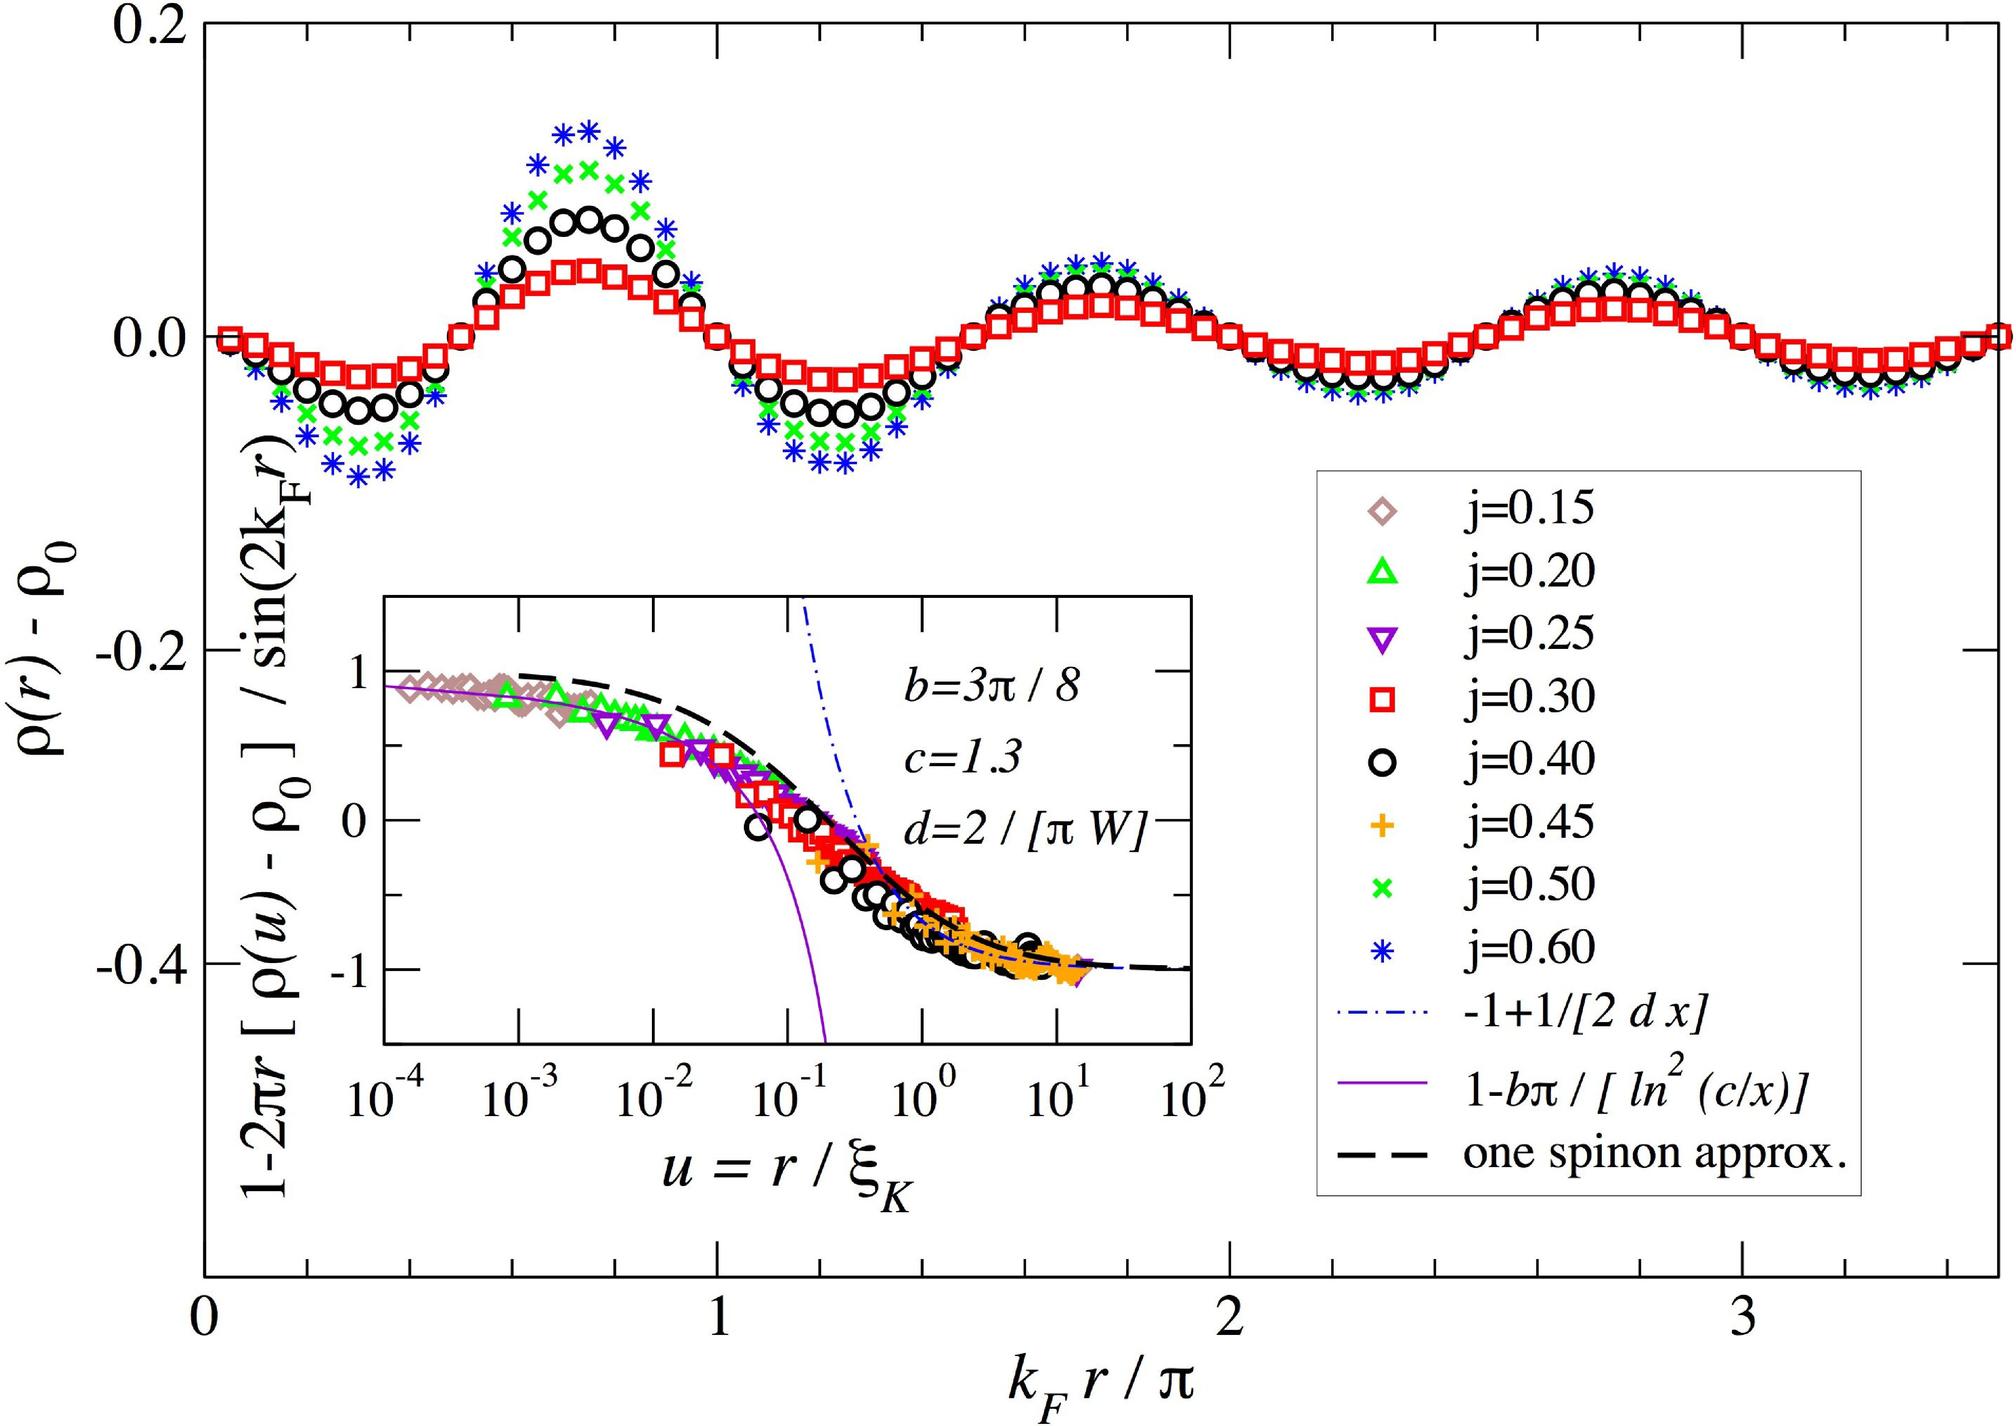 0.2
0.0
-0.2
-0.4
ρ(r) - ρ0
1-2πr [ ρ(u) - ρ0 ] / sin(2kFr)
1
0
-1
b=3π / 8
c=1.3
d=2 / [π W]
10-4 10-3 10-2 10-1 100 101 102
u = r / ξK
j=0.15
j=0.20
j=0.25
j=0.30
j=0.40
j=0.45
j=0.50
j=0.60
-1+1/[2 d x]
1-bπ / [ ln2 (c/x)]
one spinon approx.
0 1 2 3
kF r / π